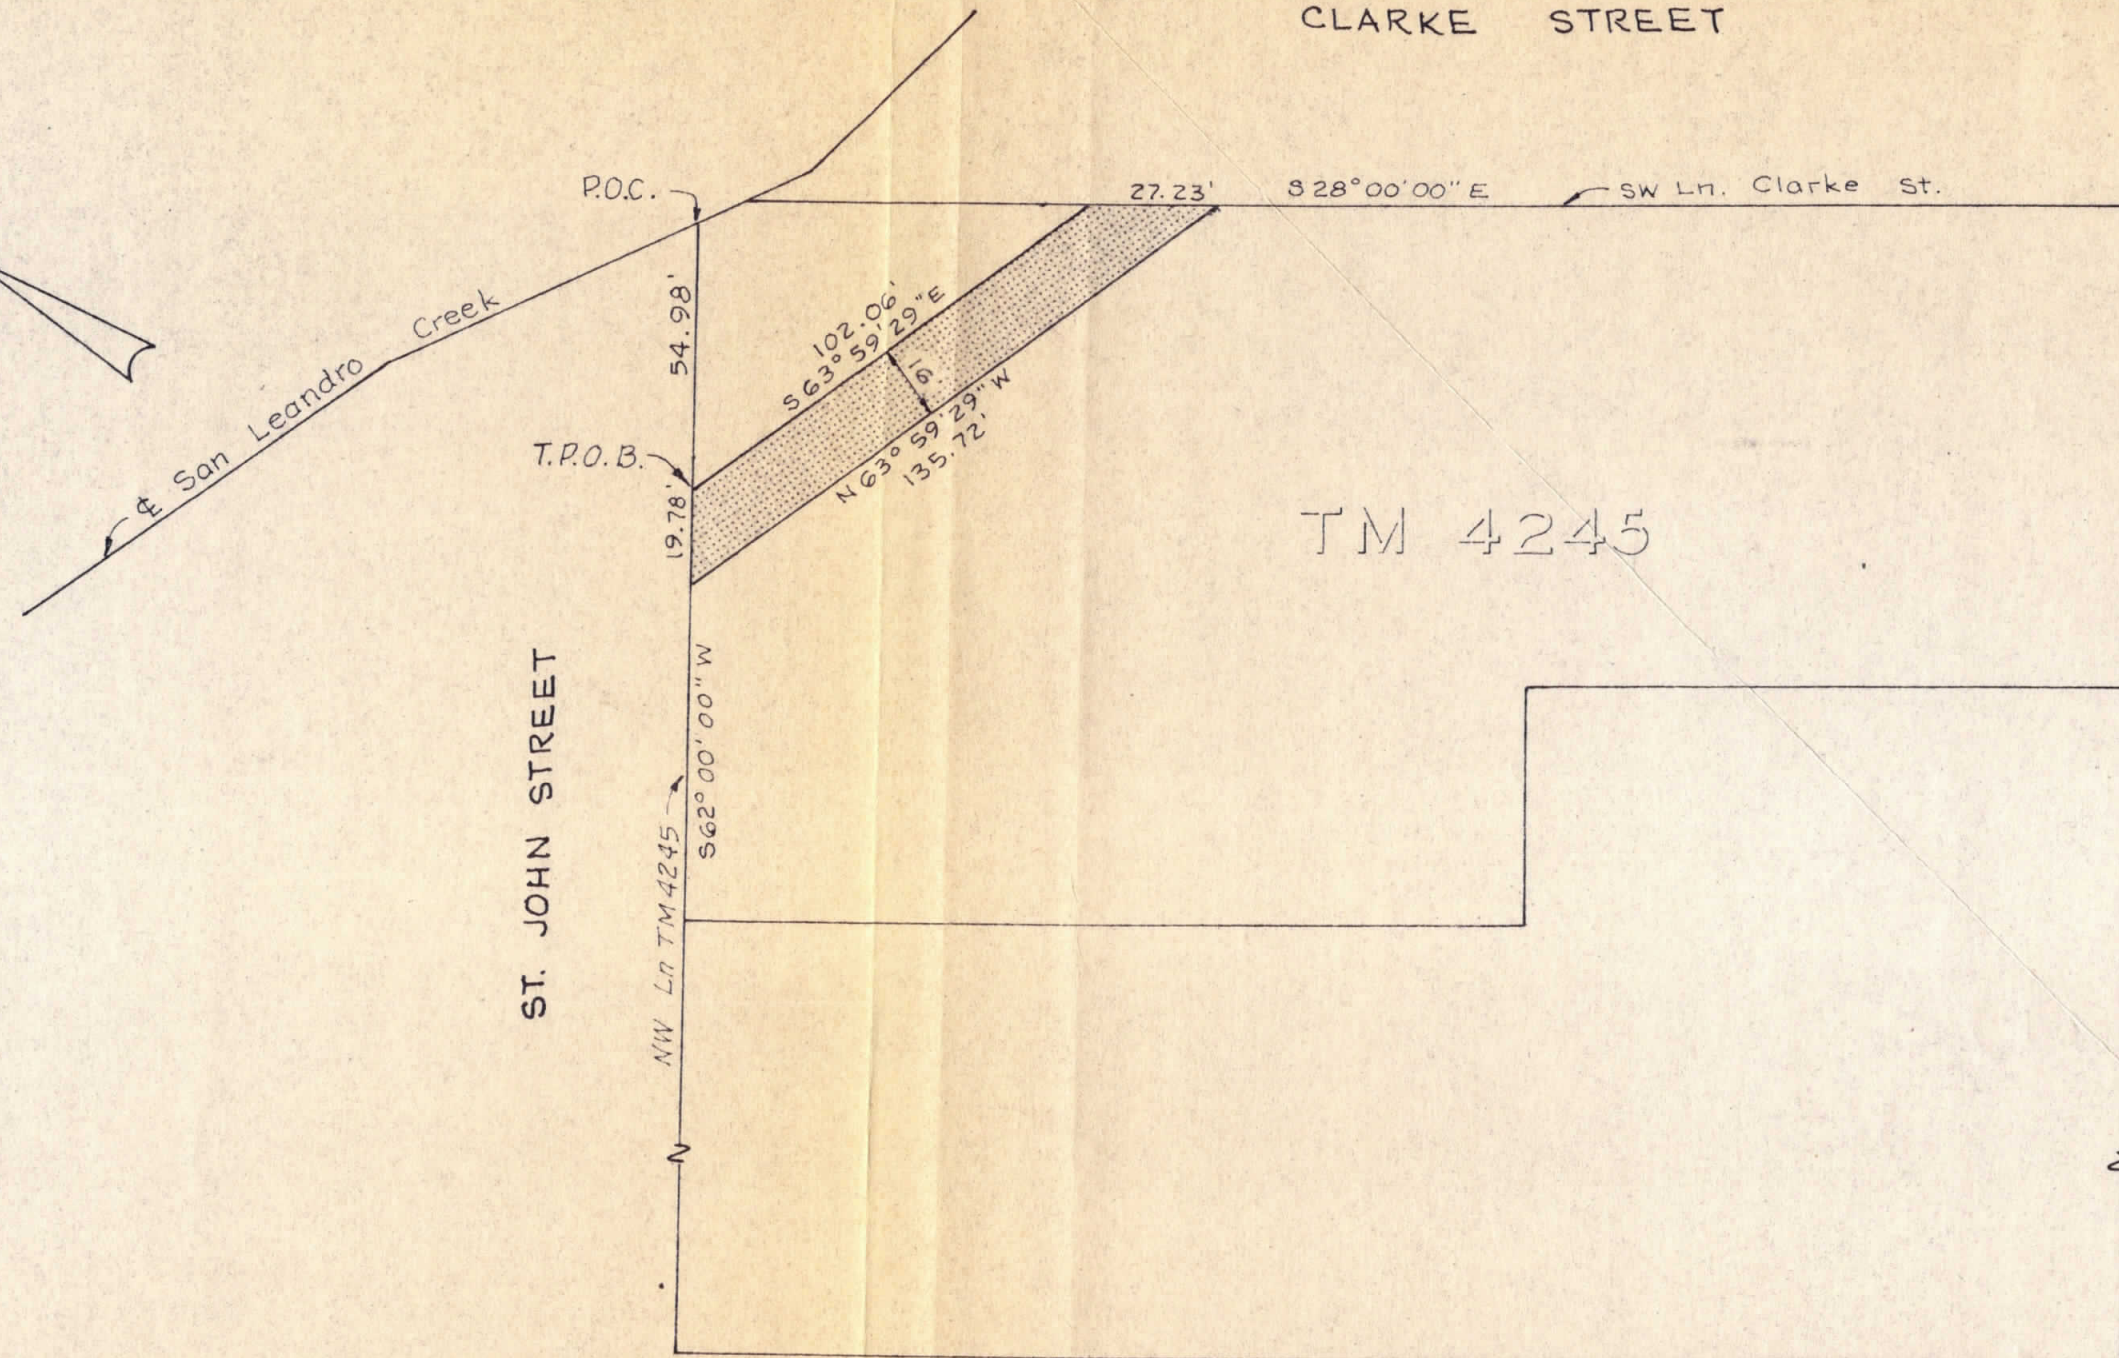 CLARKE STREET
P.O.C.
27.23'
S 28° 00' 00" E
SW Ln. Clarke St.
54.98'
102.06'
S 63° 59' 29" E
16'
N 63° 59' 29" W
135.72'
℄ San Leandro Creek
T.P.O.B.
19.78'
TM 4245
ST. JOHN STREET
S 62° 00' 00" W
NW Ln TM 4245